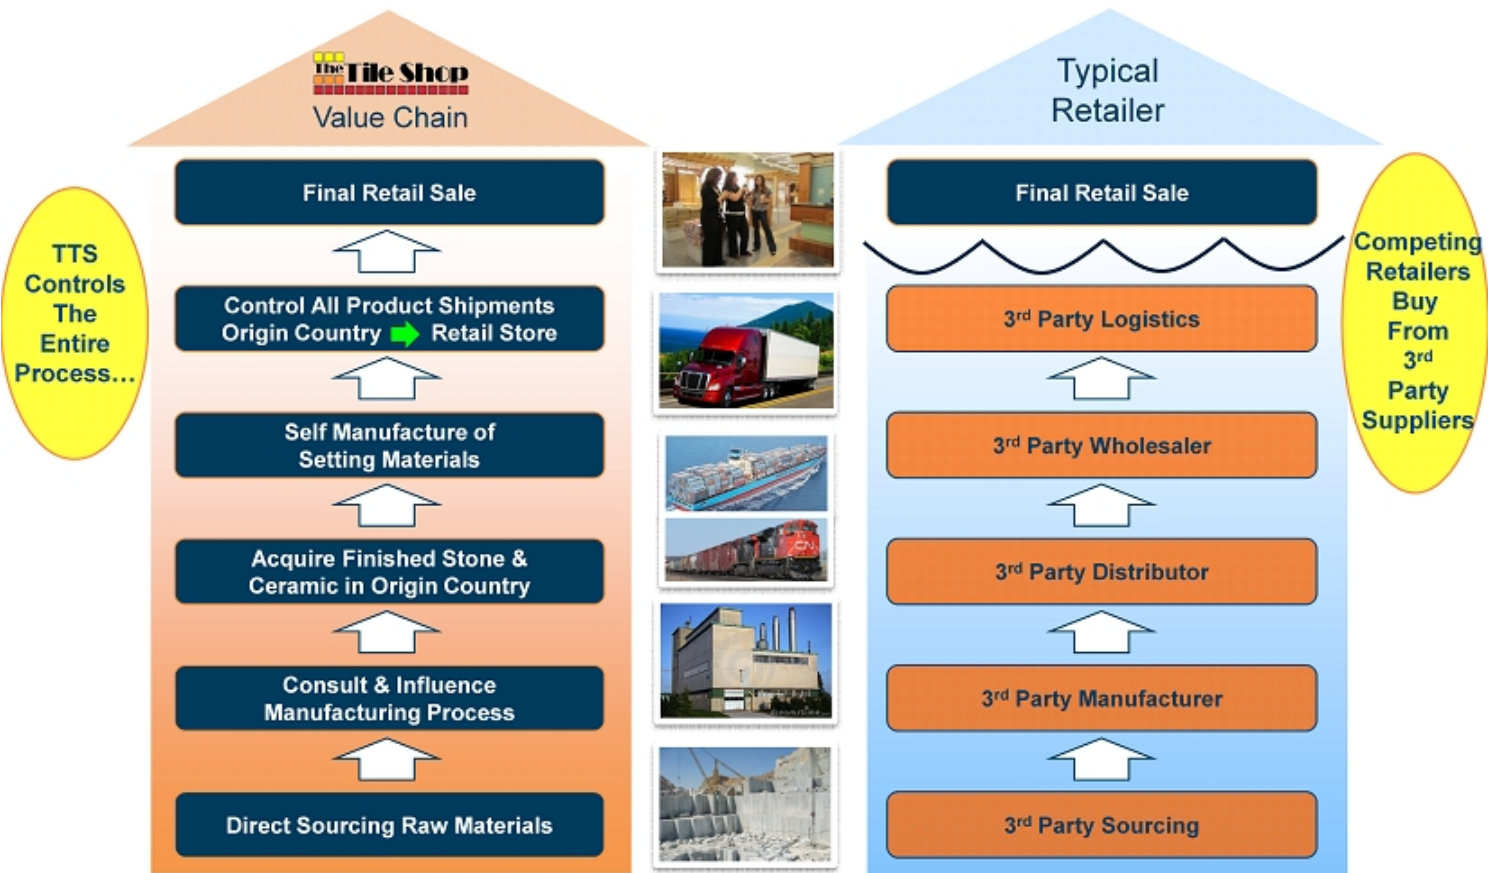 The Tile Shop
Value Chain
Final Retail Sale
Control All Product Shipments
Origin Country Retail Store
Self Manufacture of
Setting Materials
Acquire Finished Stone &
Ceramic in Origin Country
Consult & Influence
Manufacturing Process
Direct Sourcing Raw Materials
TTS
Controls
The
Entire
Process...
CN
Typical
Retailer
Final Retail Sale
3rd Party Logistics
3rd Party Wholesaler
3rd Party Distributor
3rd Party Manufacturer
3rd Party Sourcing
Competing
Retailers
Buy
From
3rd
Party
Suppliers